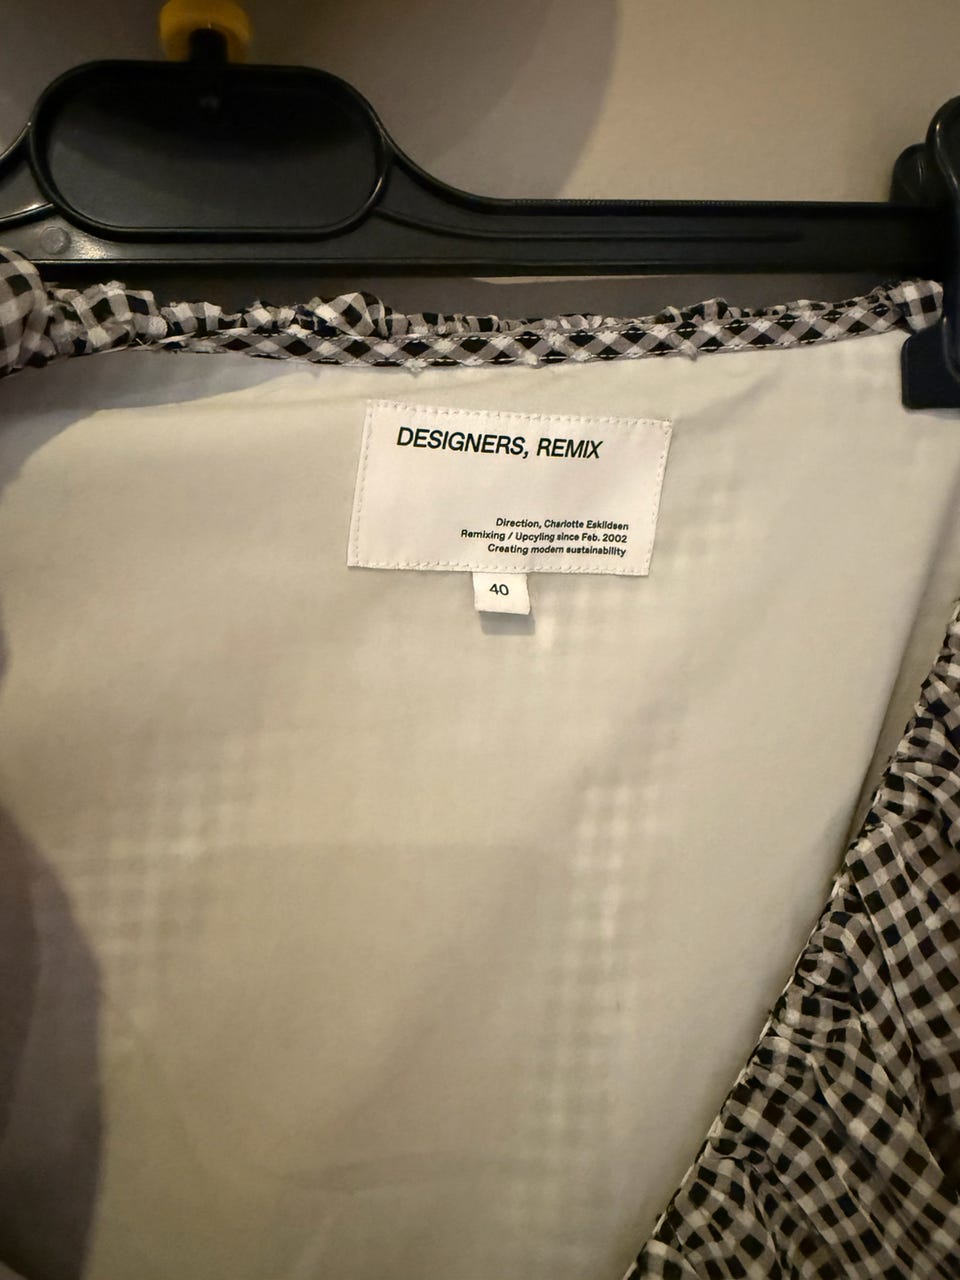 DESIGNERS, REMIX
Direction, Charlotte Eskildsen
Remixing / Upcyling since Feb. 2002
Creating modern sustainability
40